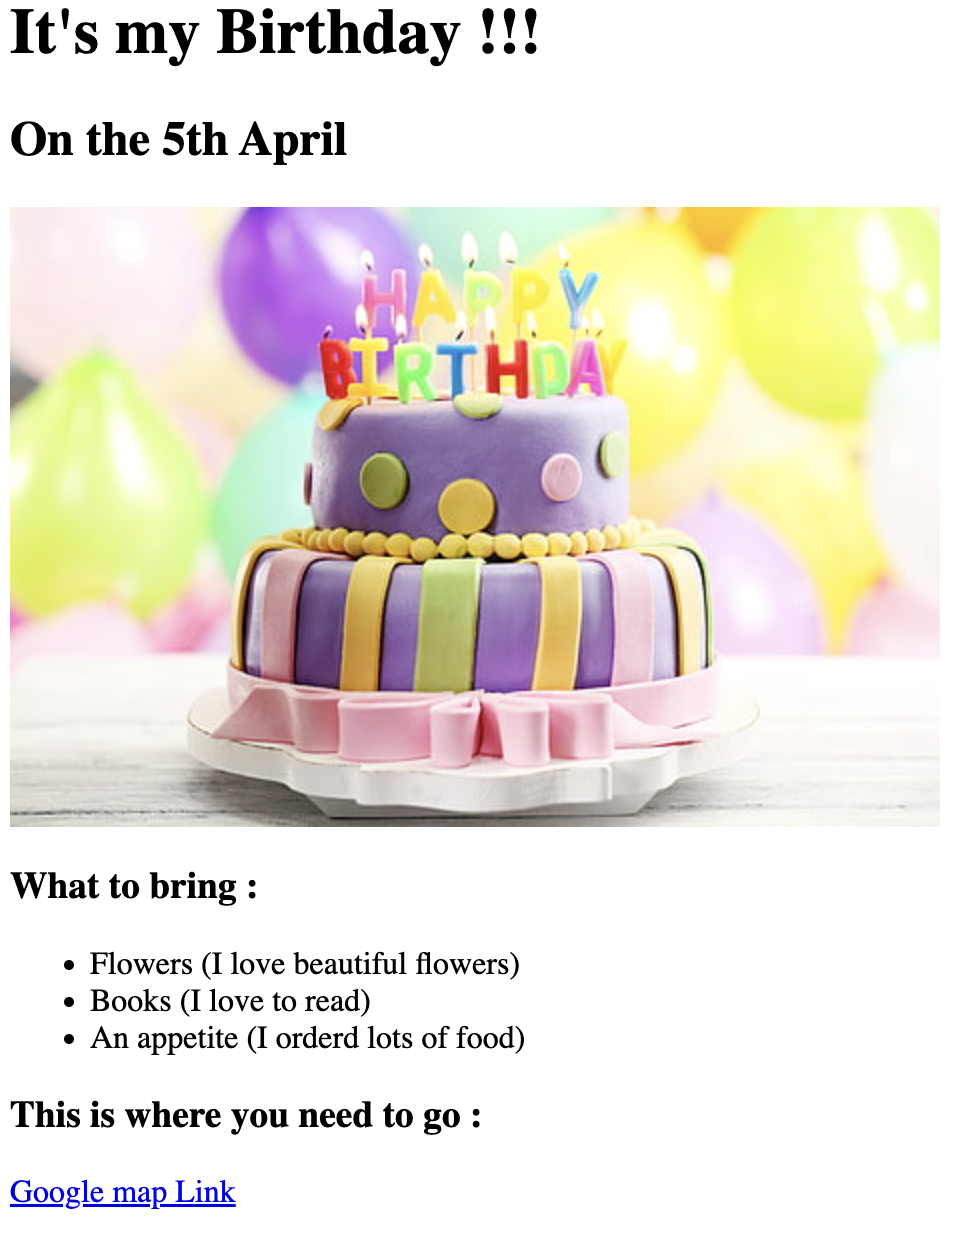 It's my Birthday !!!
On the 5th April
HAPPY
BIRTHDAY
What to bring :
Flowers (I love beautiful flowers)
Books (I love to read)
An appetite (I orderd lots of food)
This is where you need to go :
Google map Link